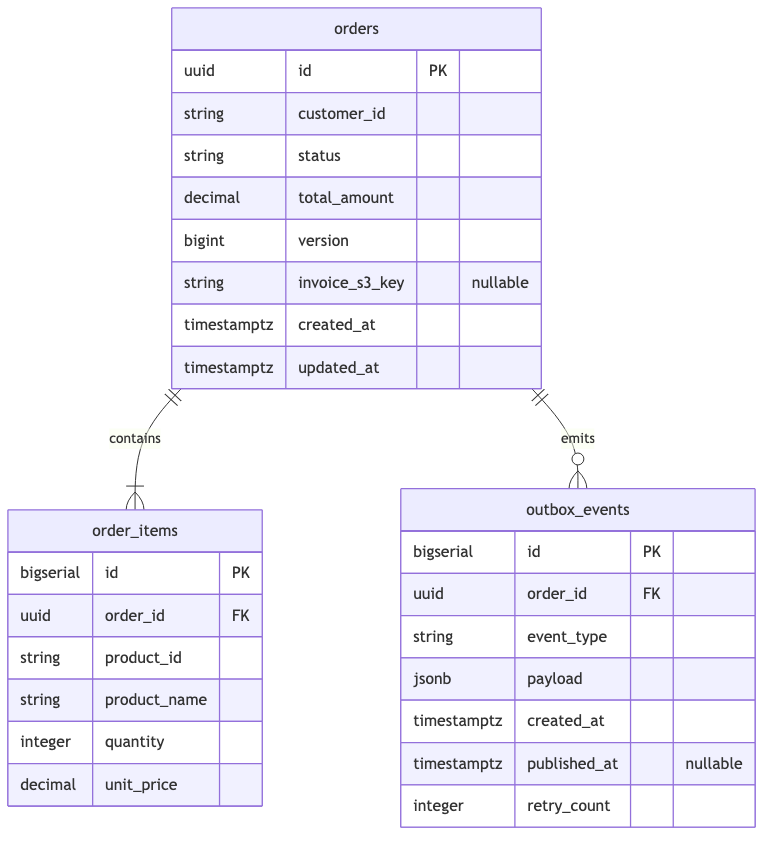 orders
uuid id PK
string customer_id
string status
decimal total_amount
bigint version
string invoice_s3_key nullable
timestamptz created_at
timestamptz updated_at
contains
emits
order_items
bigserial id PK
uuid order_id FK
string product_id
string product_name
integer quantity
decimal unit_price
outbox_events
bigserial id PK
uuid order_id FK
string event_type
jsonb payload
timestamptz created_at
timestamptz published_at nullable
integer retry_count